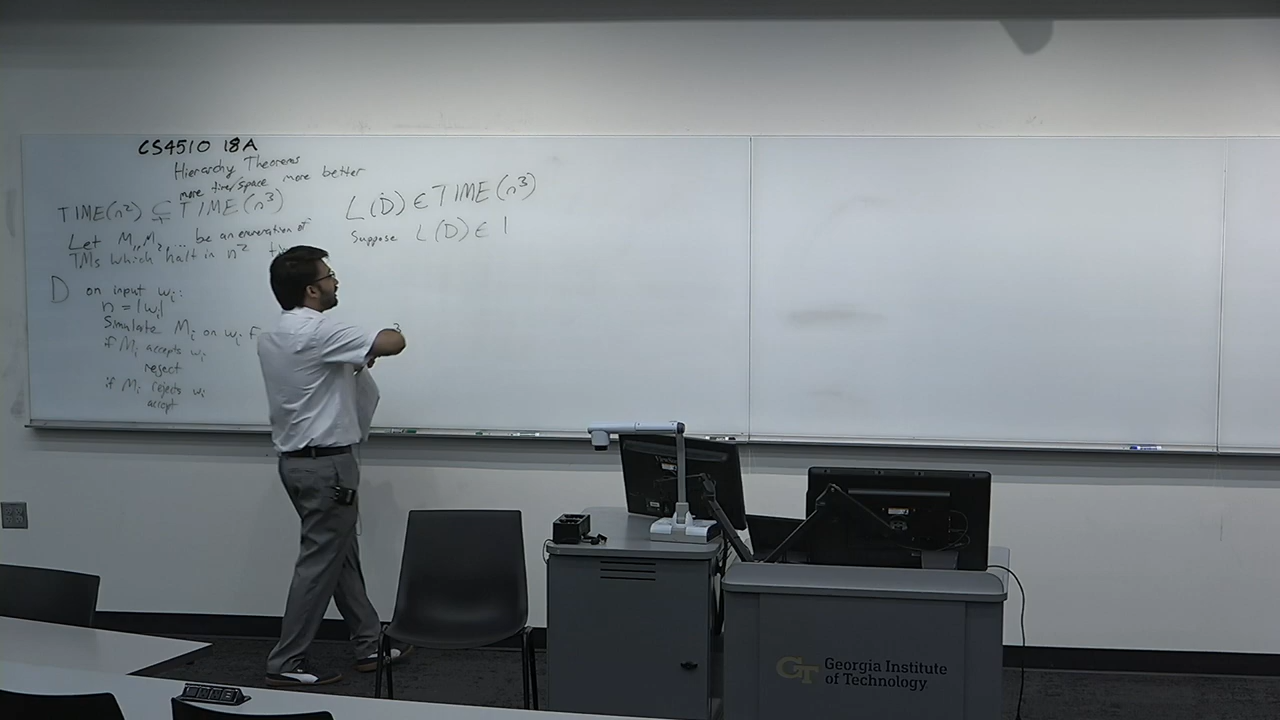 CS4510 18A
Hierarchy Theorems
more time/space more better
TIME(n²) ⊊ TIME(n³)
Let M₁, M₂, ... be an enumeration of
TMs which halt in n²
D on input wᵢ:
n = |wᵢ|
Simulate Mᵢ on wᵢ
if Mᵢ accepts wᵢ
reject
if Mᵢ rejects wᵢ
accept
L(D) ∈ TIME(n³)
Suppose L(D) ∈
Georgia Institute
of Technology
GT